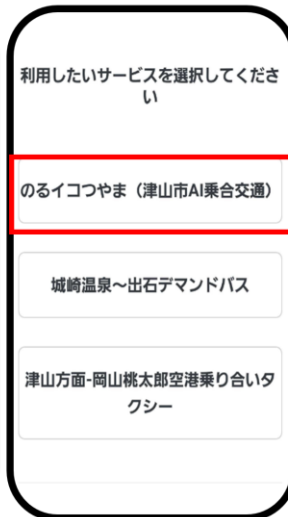 利用したいサービスを選択してくださ
い
のるイコつやま（津山市AI乗合交通）
城崎温泉～出石デマンドバス
津山方面-岡山桃太郎空港乗り合いタ
クシー